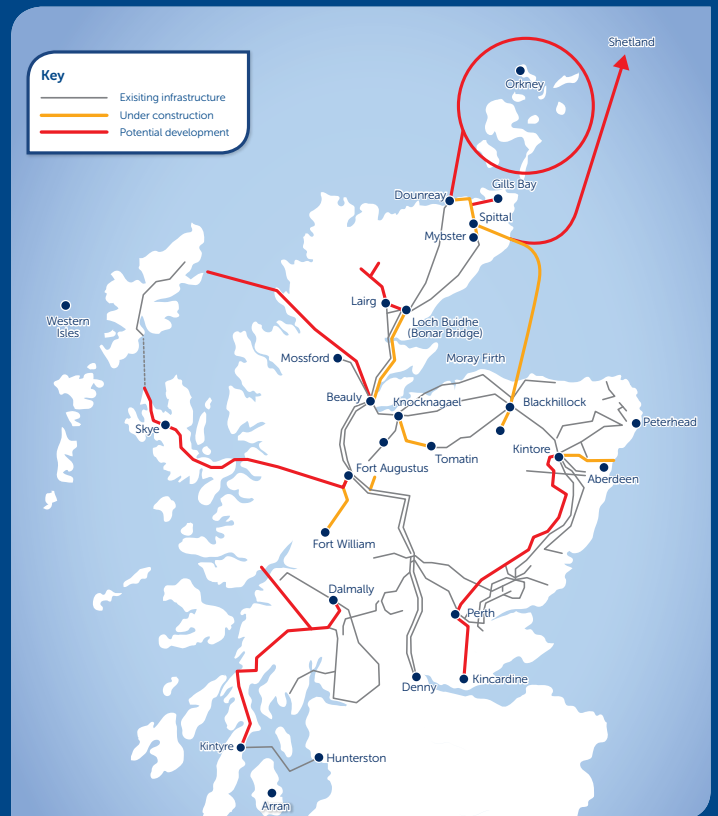 Key
Exisiting infrastructure
Under construction
Potential development
Shetland
Orkney
Gills Bay
Dounreay
Spittal
Mybster
Lairg
Loch Buidhe
(Bonar Bridge)
Western
Isles
Mossford
Moray Firth
Beauly
Knocknagael
Blackhillock
Peterhead
Skye
Tomatin
Kintore
Fort Augustus
Aberdeen
Fort William
Dalmally
Perth
Denny
Kincardine
Kintyre
Hunterston
Arran